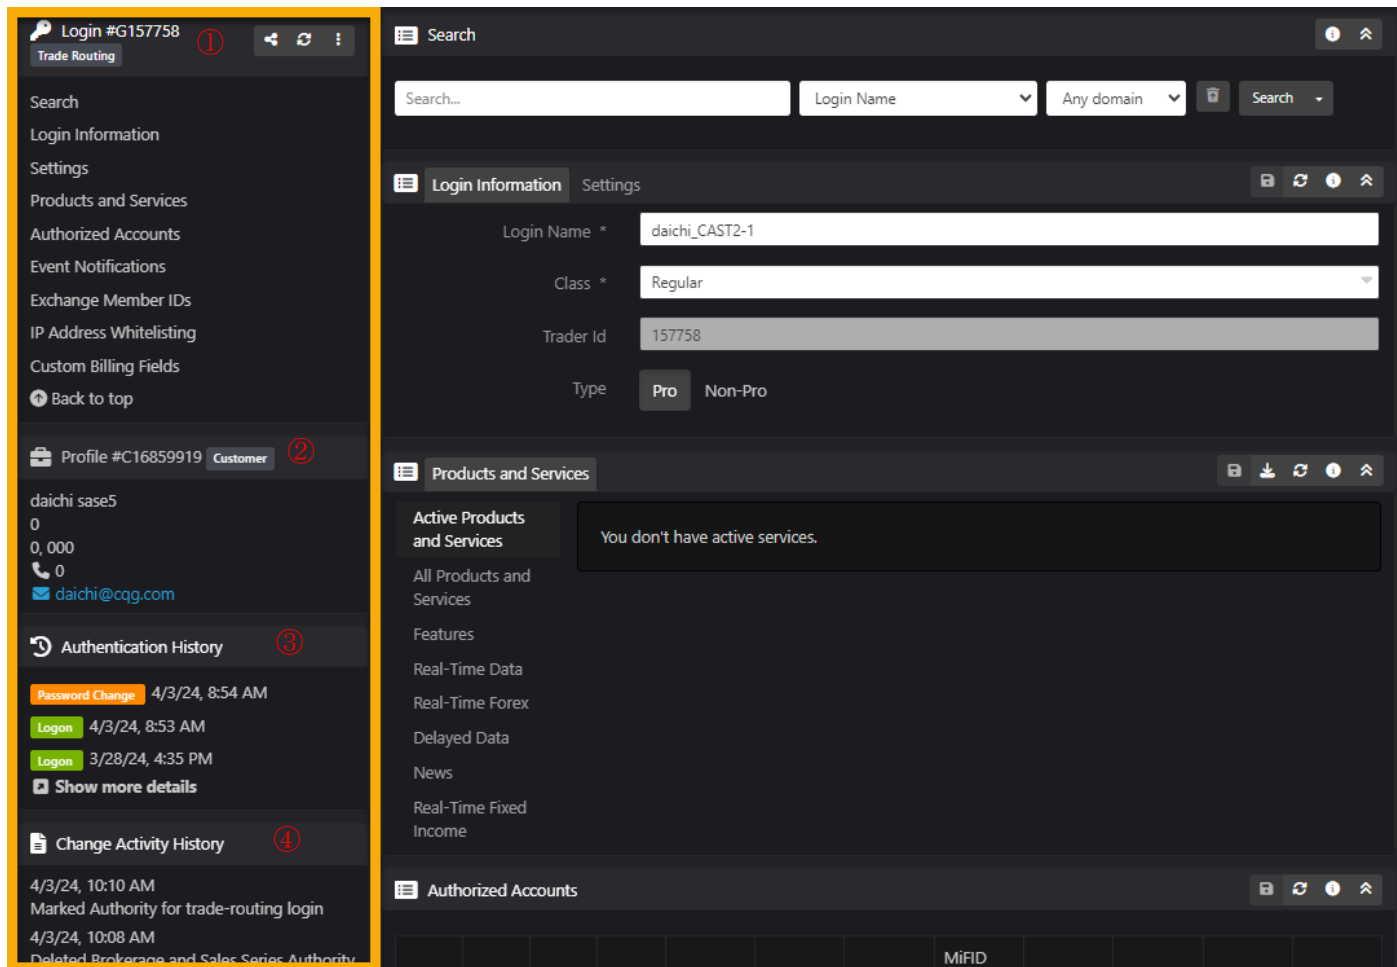 Login #G157758
①
Trade Routing
Search
Login Information
Settings
Products and Services
Authorized Accounts
Event Notifications
Exchange Member IDs
IP Address Whitelisting
Custom Billing Fields
Back to top
Profile #C16859919 Customer
②
daichi sase5
0
0, 000
0
daichi@cqg.com
Authentication History
③
Password Change 4/3/24, 8:54 AM
Logon 4/3/24, 8:53 AM
Logon 3/28/24, 4:35 PM
Show more details
Change Activity History
④
4/3/24, 10:10 AM
Marked Authority for trade-routing login
4/3/24, 10:08 AM
Deleted Brokerage and Sales Series Authority
Search
Search...
Login Name
Any domain
Search
Login Information
Settings
Login Name *
daichi_CAST2-1
Class *
Regular
Trader Id
157758
Type
Pro
Non-Pro
Products and Services
Active Products
and Services
You don't have active services.
All Products and
Services
Features
Real-Time Data
Real-Time Forex
Delayed Data
News
Real-Time Fixed
Income
Authorized Accounts
MiFID